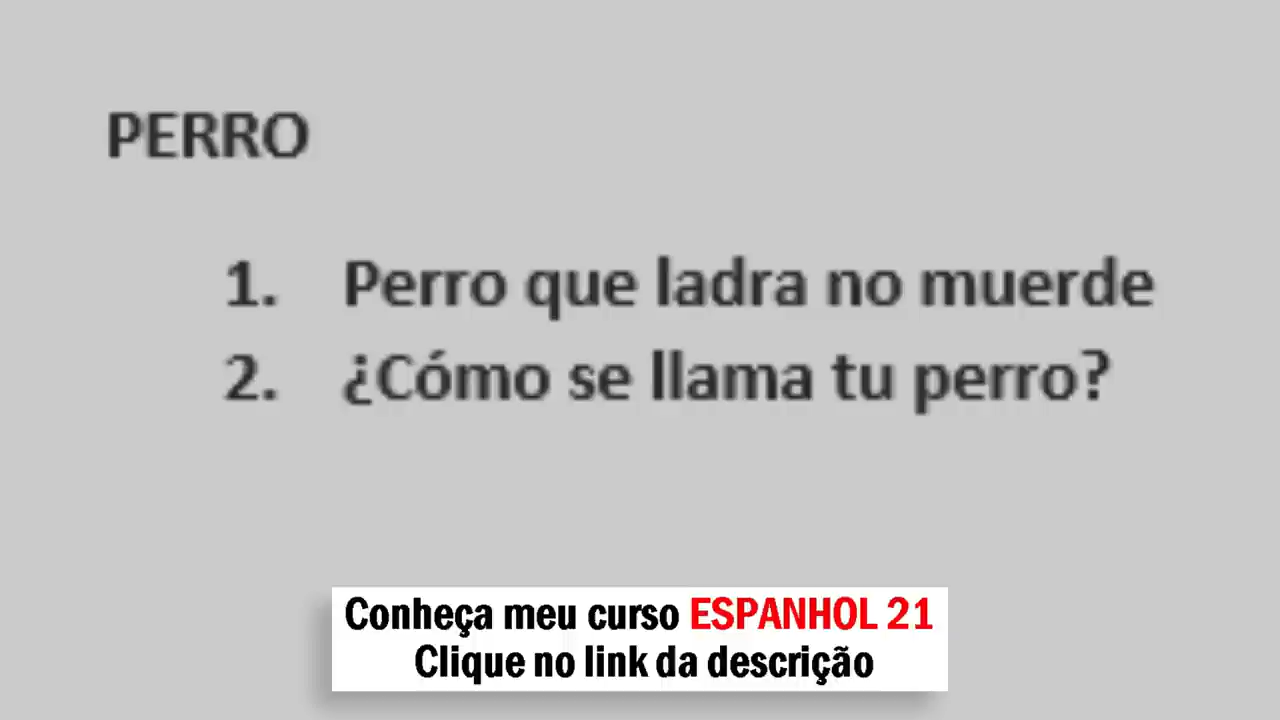 PERRO
1. Perro que ladra no muerde
2. ¿Cómo se llama tu perro?
Conheça meu curso ESPANHOL 21
Clique no link da descrição